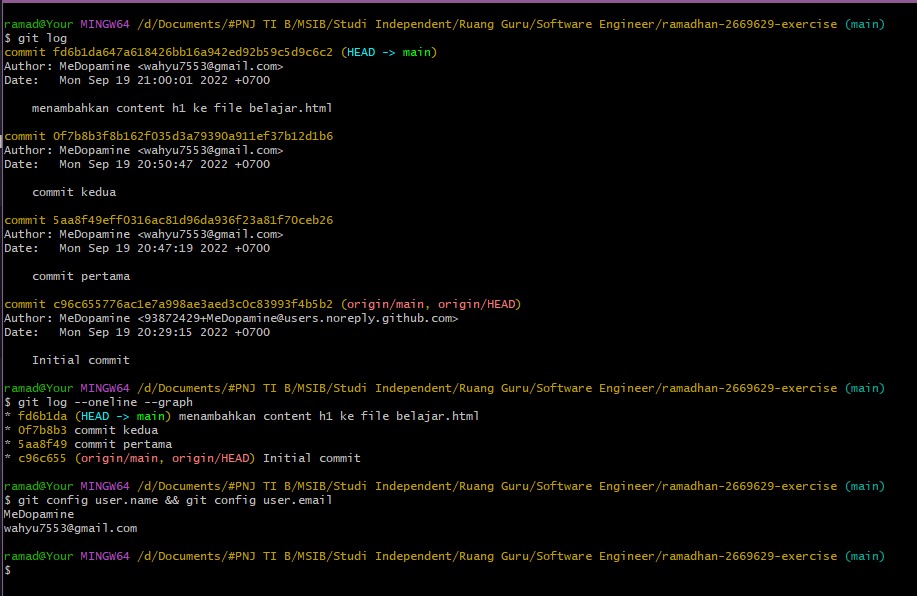 ramad@Your MINGW64 /d/Documents/#PNJ TI B/MSIB/Studi Independent/Ruang Guru/Software Engineer/ramadhan-2669629-exercise (main)
$ git log
commit fd6b1da647a618426bb16a942ed92b59c5d9c6c2 (HEAD -> main)
Author: MeDopamine <wahyu7553@gmail.com>
Date:   Mon Sep 19 21:00:01 2022 +0700
menambahkan content h1 ke file belajar.html
commit 0f7b8b3f8b162f035d3a79390a911ef37b12d1b6
Author: MeDopamine <wahyu7553@gmail.com>
Date:   Mon Sep 19 20:50:47 2022 +0700
commit kedua
commit 5aa8f49eff0316ac81d96da936f23a81f70ceb26
Author: MeDopamine <wahyu7553@gmail.com>
Date:   Mon Sep 19 20:47:19 2022 +0700
commit pertama
commit c96c655776ac1e7a998ae3aed3c0c83993f4b5b2 (origin/main, origin/HEAD)
Author: MeDopamine <93872429+MeDopamine@users.noreply.github.com>
Date:   Mon Sep 19 20:29:15 2022 +0700
Initial commit
ramad@Your MINGW64 /d/Documents/#PNJ TI B/MSIB/Studi Independent/Ruang Guru/Software Engineer/ramadhan-2669629-exercise (main)
$ git log --oneline --graph
* fd6b1da (HEAD -> main) menambahkan content h1 ke file belajar.html
* 0f7b8b3 commit kedua
* 5aa8f49 commit pertama
* c96c655 (origin/main, origin/HEAD) Initial commit
ramad@Your MINGW64 /d/Documents/#PNJ TI B/MSIB/Studi Independent/Ruang Guru/Software Engineer/ramadhan-2669629-exercise (main)
$ git config user.name && git config user.email
MeDopamine
wahyu7553@gmail.com
ramad@Your MINGW64 /d/Documents/#PNJ TI B/MSIB/Studi Independent/Ruang Guru/Software Engineer/ramadhan-2669629-exercise (main)
$